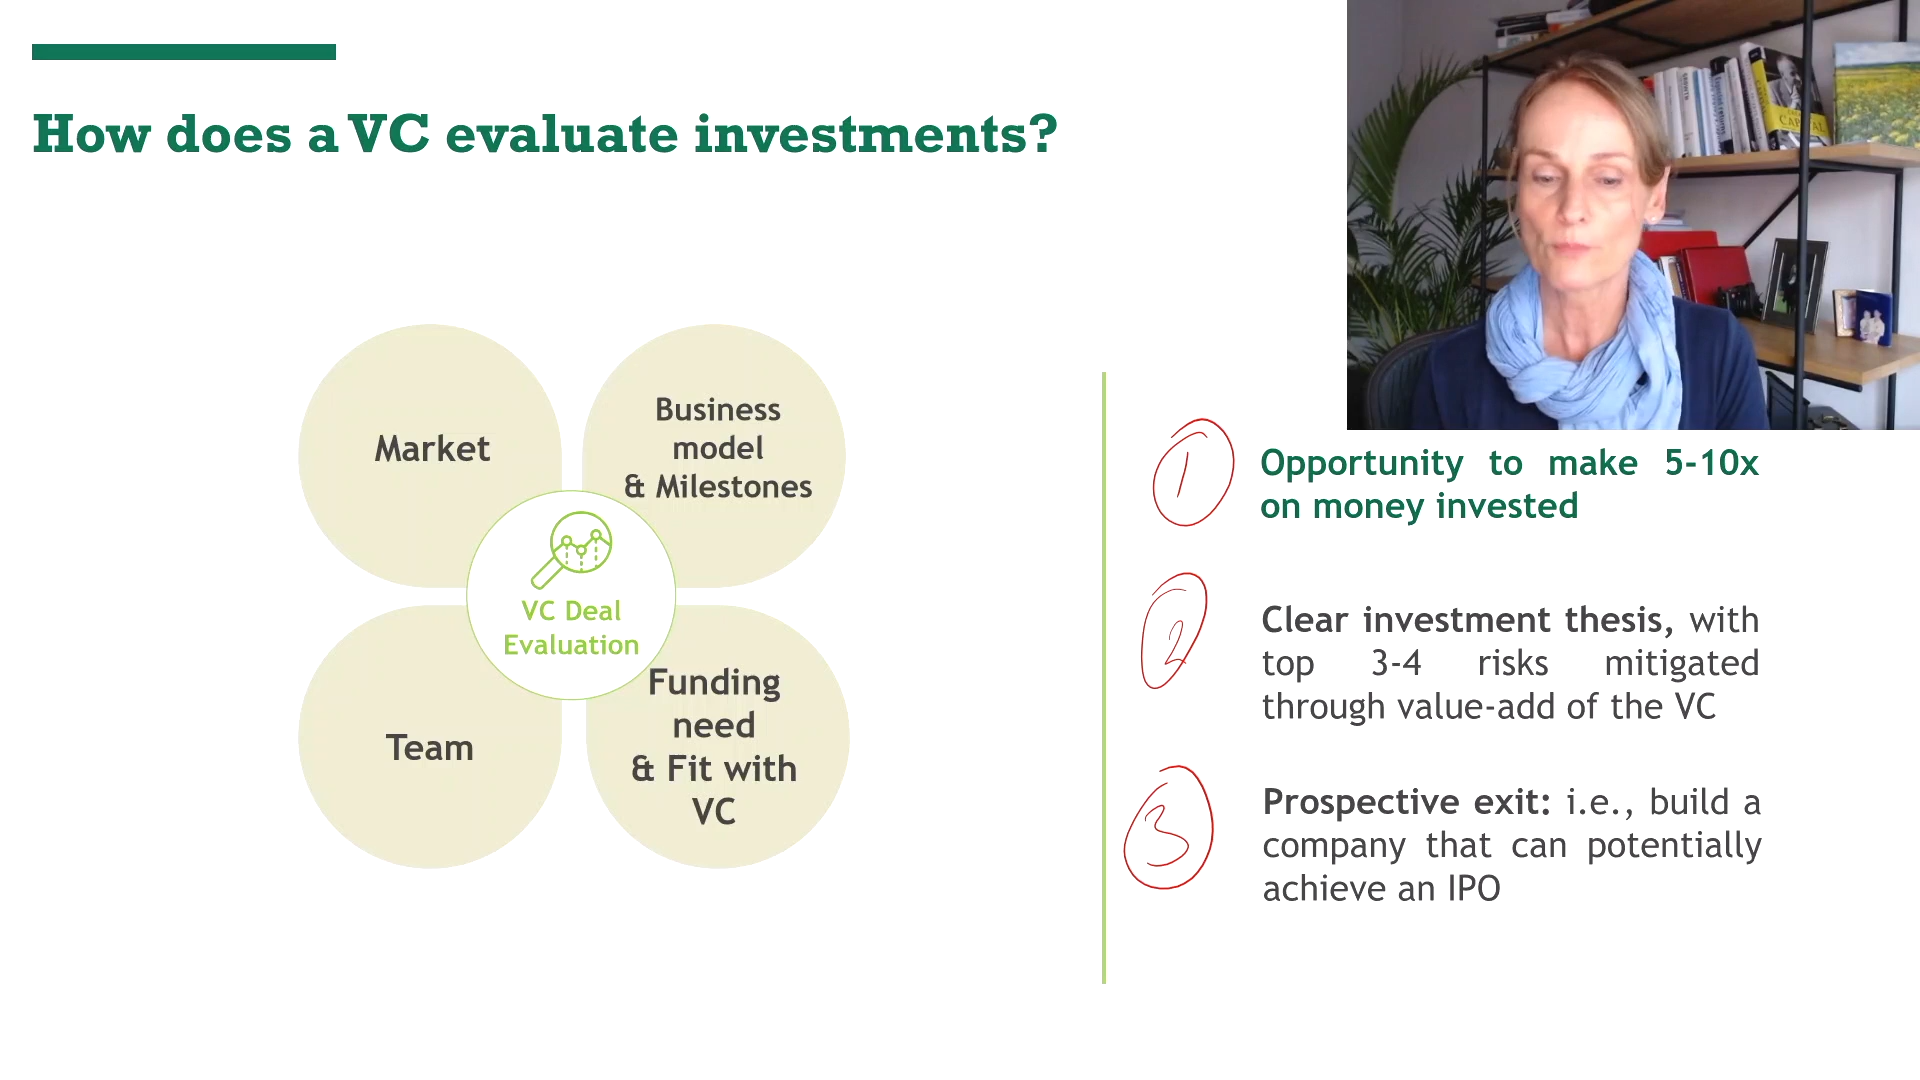 How does a VC evaluate investments?
Market
Business
model
& Milestones
VC Deal
Evaluation
Team
Funding
need
& Fit with
VC
1
Opportunity to make 5-10x
on money invested
2
Clear investment thesis, with
top 3-4 risks mitigated
through value-add of the VC
3
Prospective exit: i.e., build a
company that can potentially
achieve an IPO
CAPITAL